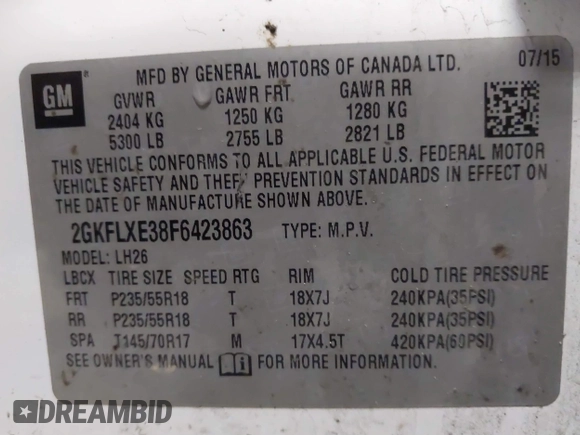 GM
®
MFD BY GENERAL MOTORS OF CANADA LTD. 07/15
GVWR GAWR FRT GAWR RR
2404 KG 1250 KG 1280 KG
5300 LB 2755 LB 2821 LB
THIS VEHICLE CONFORMS TO ALL APPLICABLE U.S. FEDERAL MOTOR
VEHICLE SAFETY AND THEFT PREVENTION STANDARDS IN EFFECT ON
THE DATE OF MANUFACTURE SHOWN ABOVE.
2GKFLXE38F6423863 TYPE: M.P.V.
MODEL: LH26
LBCX TIRE SIZE SPEED RTG RIM COLD TIRE PRESSURE
FRT P235/55R18 T 18X7J 240KPA(35PSI)
RR P235/55R18 T 18X7J 240KPA(35PSI)
SPA T145/70R17 M 17X4.5T 420KPA(60PSI)
SEE OWNER'S MANUAL FOR MORE INFORMATION.
DREAMBID